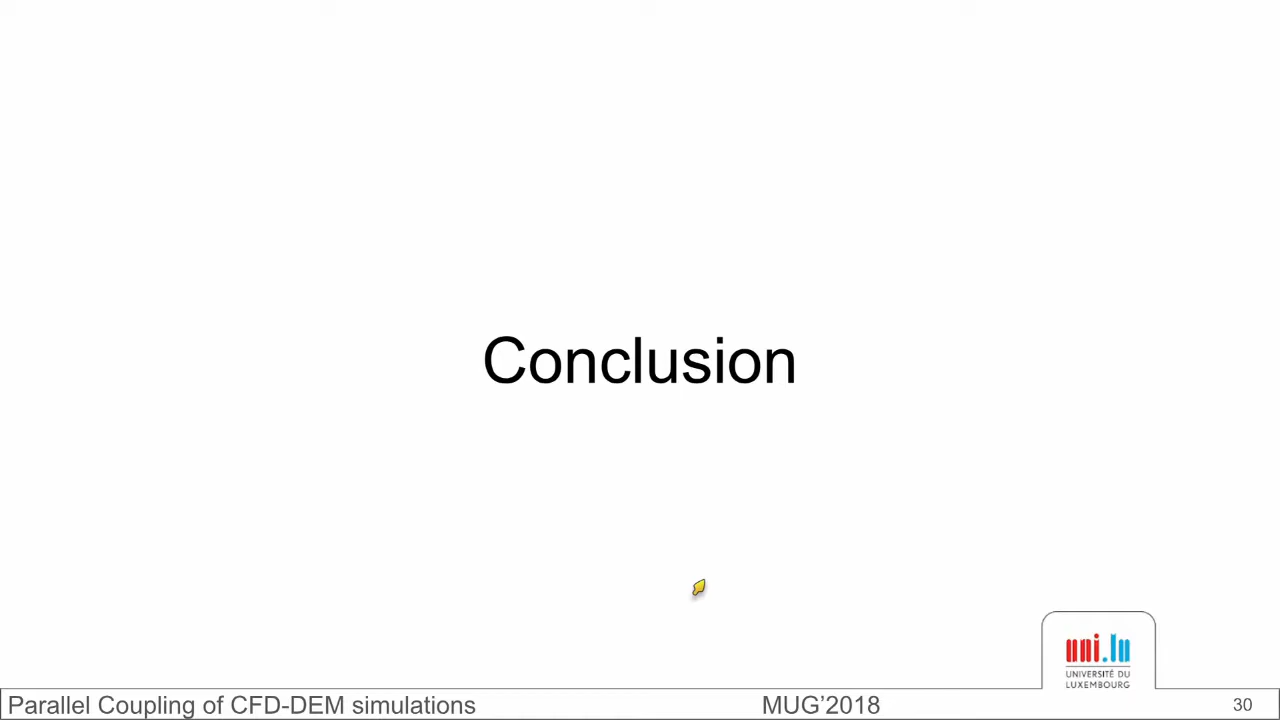 Conclusion
uni.lu
UNIVERSITÉ DU
LUXEMBOURG
Parallel Coupling of CFD-DEM simulations
MUG’2018
30